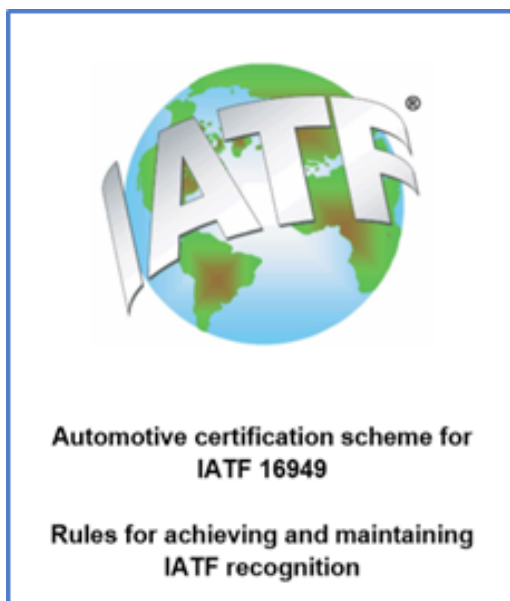 IATF®
Automotive certification scheme for
IATF 16949
Rules for achieving and maintaining
IATF recognition